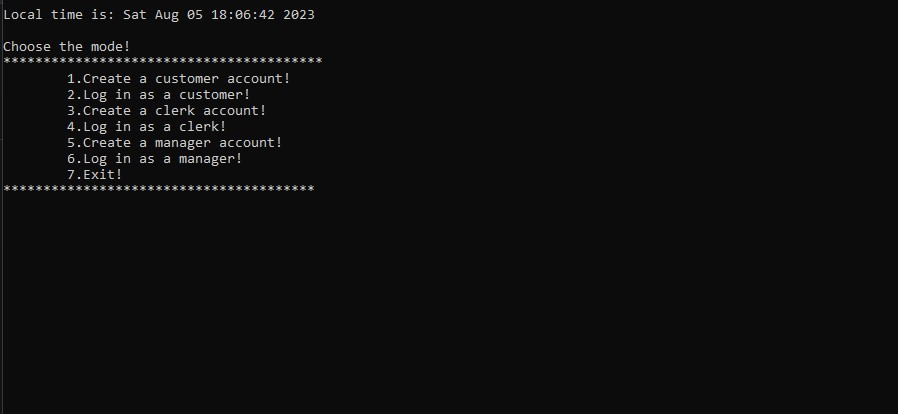 Local time is: Sat Aug 05 18:06:42 2023
Choose the mode!
****************************************
1.Create a customer account!
2.Log in as a customer!
3.Create a clerk account!
4.Log in as a clerk!
5.Create a manager account!
6.Log in as a manager!
7.Exit!
***************************************